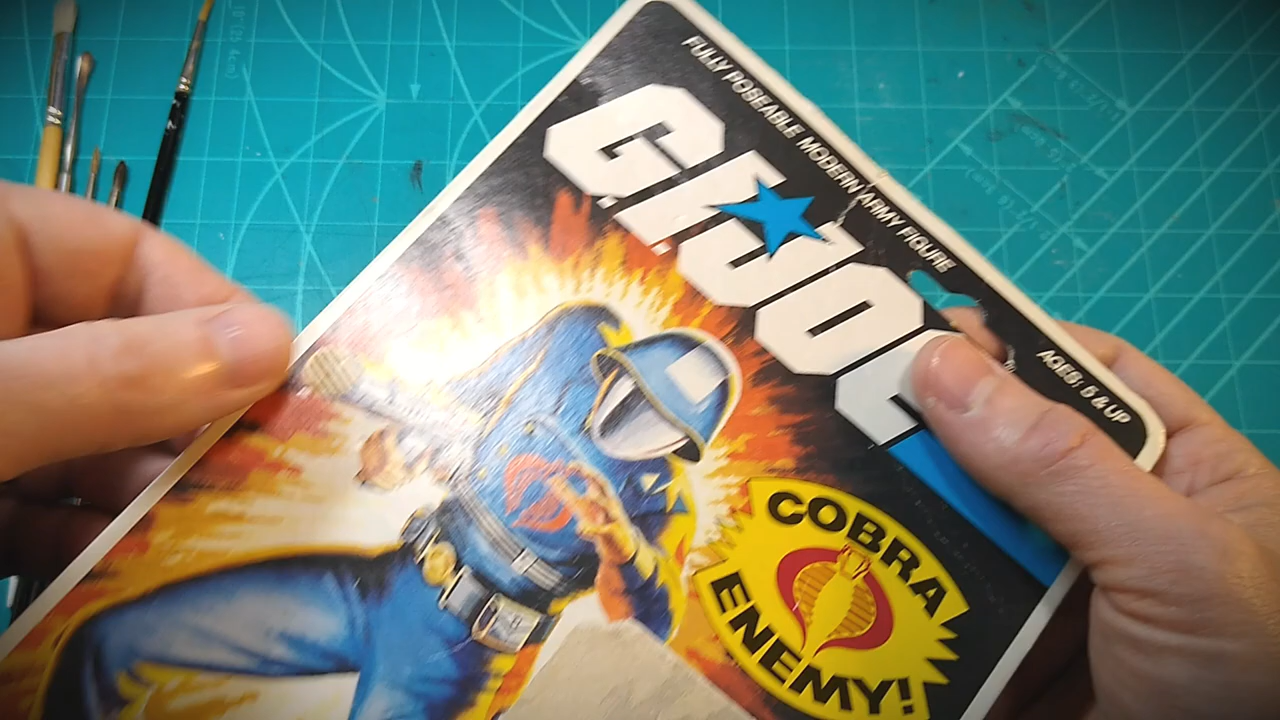 FULLY POSEABLE MODERN ARMY FIGURE
AGES: 5 & UP
G.I. JOE
COBRA
ENEMY!